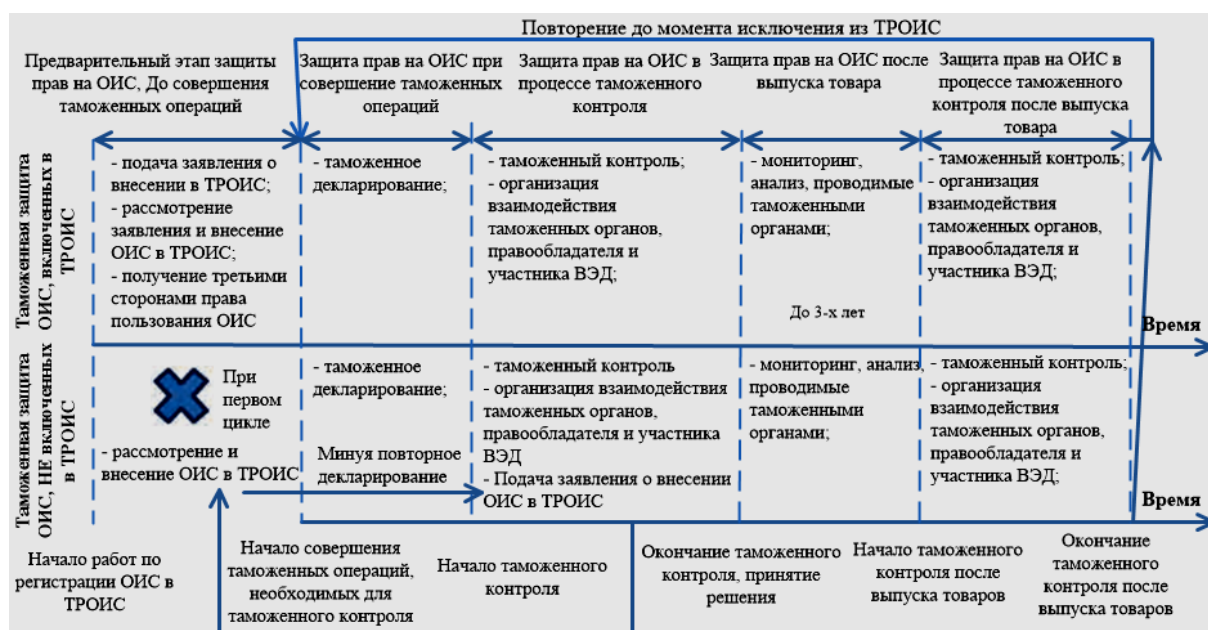 Повторение до момента исключения из ТРОИС
Предварительный этап защиты
прав на ОИС, До совершения
таможенных операций
Защита прав на ОИС при
совершение таможенных
операций
Защита прав на ОИС в
процессе таможенного
контроля
Защита прав на ОИС после
выпуска товара
Защита прав на ОИС в
процессе таможенного
контроля после выпуска
товара
Таможенная защита
ОИС, включенных в
ТРОИС
- подача заявления о
внесении в ТРОИС;
- рассмотрение
заявления и внесение
ОИС в ТРОИС;
- получение третьими
сторонами права
пользования ОИС
- таможенное
декларирование;
- таможенный контроль;
- организация
взаимодействия
таможенных органов,
правообладателя и
участника ВЭД;
- мониторинг,
анализ, проводимые
таможенными
органами;
До 3-х лет
- таможенный контроль;
- организация
взаимодействия
таможенных органов,
правообладателя и
участника ВЭД;
Время
Таможенная защита
ОИС, НЕ включенных
в ТРОИС
При
первом
цикле
- рассмотрение и
внесение ОИС в ТРОИС
- таможенное
декларирование;
Минуя повторное
декларирование
- таможенный контроль
- организация взаимодействия
таможенных органов,
правообладателя и участника
ВЭД
- Подача заявления о внесении
ОИС в ТРОИС
- мониторинг, анализ,
проводимые
таможенными
органами;
- таможенный контроль;
- организация
взаимодействия
таможенных органов,
правообладателя и
участника ВЭД;
Время
Начало работ по
регистрации ОИС в
ТРОИС
Начало совершения
таможенных операций,
необходимых для
таможенного контроля
Начало таможенного
контроля
Окончание таможенного
контроля, принятие
решения
Начало таможенного
контроля после
выпуска товаров
Окончание
таможенного
контроля после
выпуска товаров